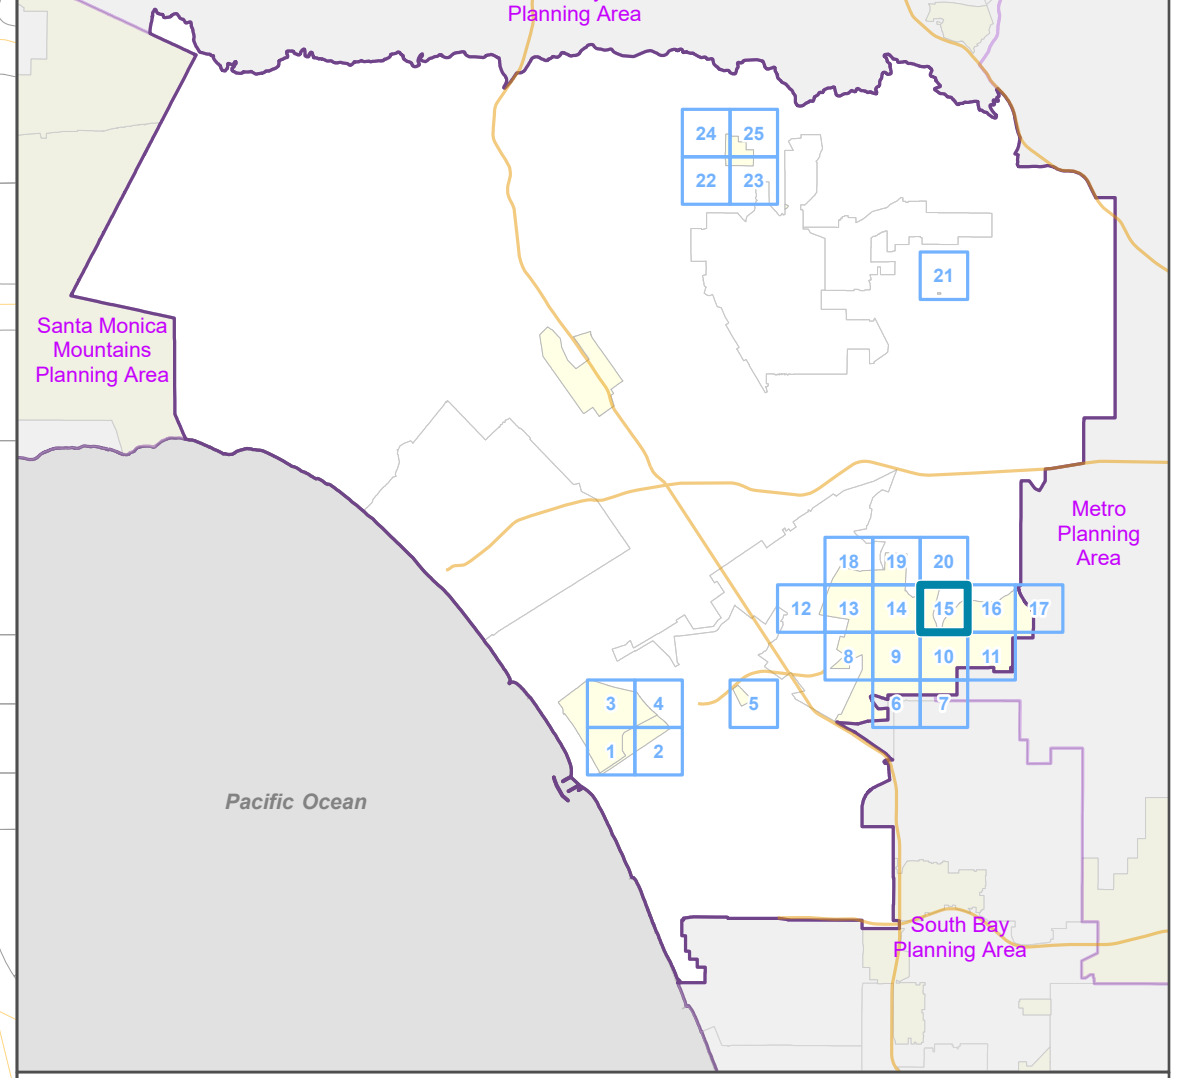 Planning Area
24 25
22 23
21
Santa Monica
Mountains
Planning Area
Metro
Planning
Area
18 19 20
12 13 14 15 16 17
8 9 10 11
3 4 5 6 7
1 2
Pacific Ocean
South Bay
Planning Area